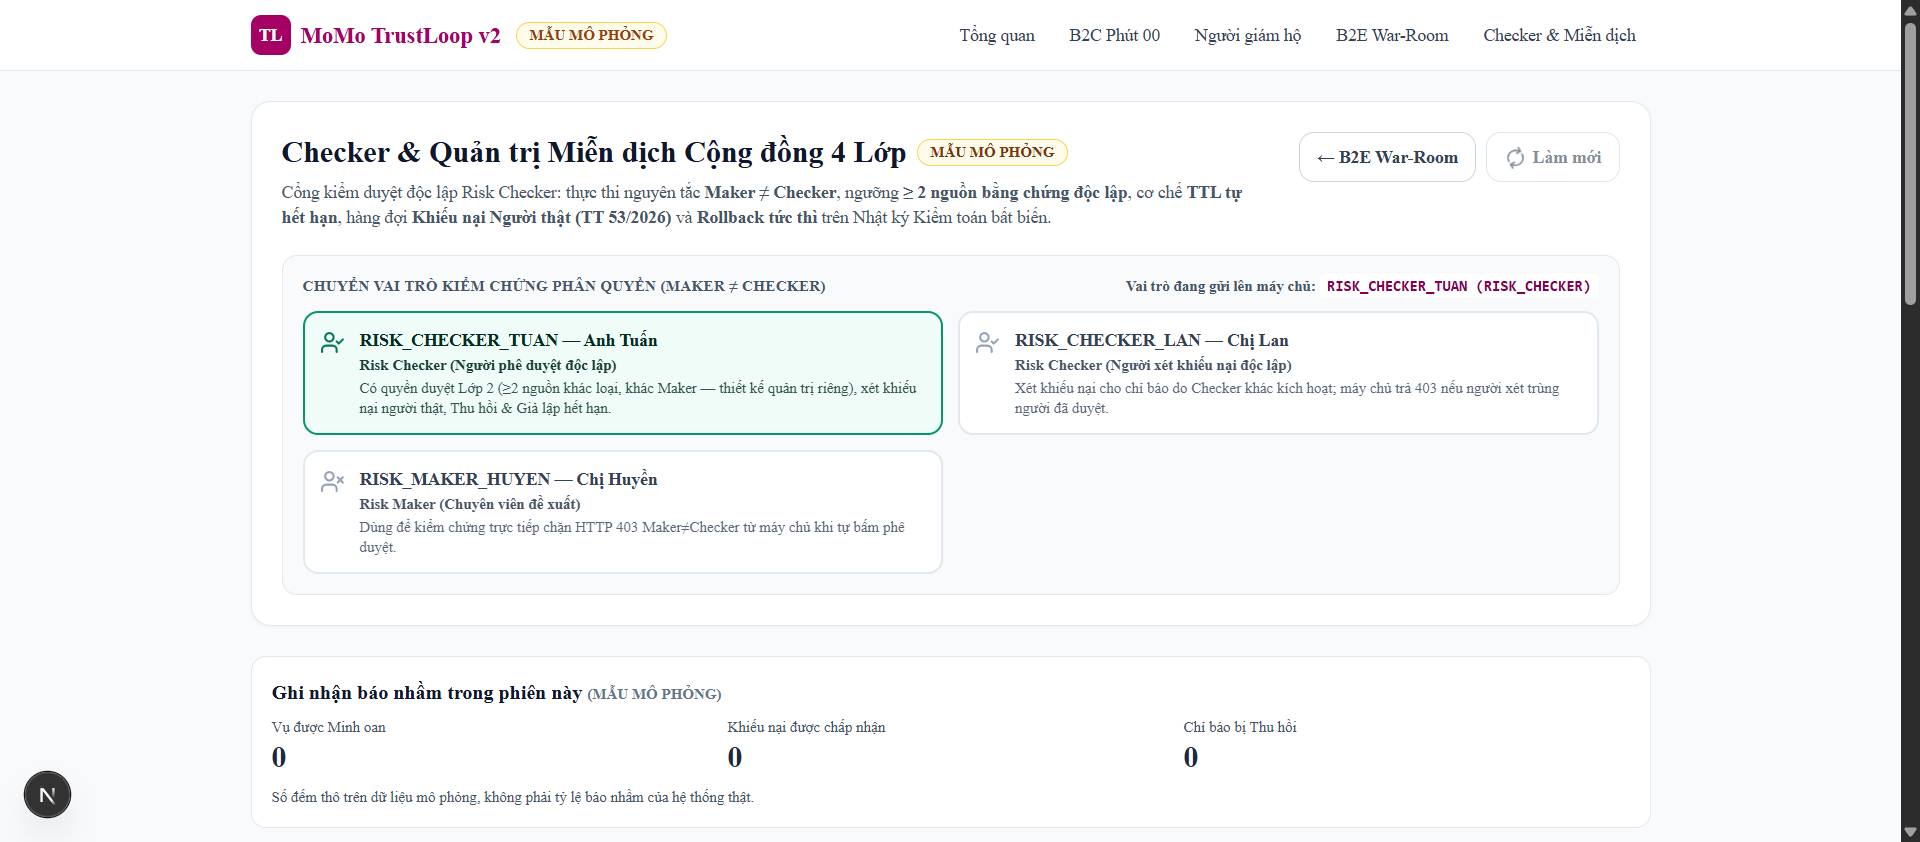 TL MoMo TrustLoop v2 MẪU MÔ PHỎNG Tổng quan B2C Phút 00 Người giám hộ B2E War-Room Checker & Miễn dịch
Checker & Quản trị Miễn dịch Cộng đồng 4 Lớp MẪU MÔ PHỎNG
← B2E War-Room Làm mới
Cổng kiểm duyệt độc lập Risk Checker: thực thi nguyên tắc Maker ≠ Checker, ngưỡng ≥ 2 nguồn bằng chứng độc lập, cơ chế TTL tự
hết hạn, hàng đợi Khiếu nại Người thật (TT 53/2026) và Rollback tức thì trên Nhật ký Kiểm toán bất biến.
CHUYỂN VAI TRÒ KIỂM CHỨNG PHÂN QUYỀN (MAKER ≠ CHECKER)
Vai trò đang gửi lên máy chủ: RISK_CHECKER_TUAN (RISK_CHECKER)
RISK_CHECKER_TUAN — Anh Tuấn
Risk Checker (Người phê duyệt độc lập)
Có quyền duyệt Lớp 2 (≥2 nguồn khác loại, khác Maker — thiết kế quản trị riêng), xét khiếu
nại người thật, Thu hồi & Giả lập hết hạn.
RISK_CHECKER_LAN — Chị Lan
Risk Checker (Người xét khiếu nại độc lập)
Xét khiếu nại cho chỉ báo do Checker khác kích hoạt; máy chủ trả 403 nếu người xét trùng
người đã duyệt.
RISK_MAKER_HUYEN — Chị Huyền
Risk Maker (Chuyên viên đề xuất)
Dùng để kiểm chứng trực tiếp chặn HTTP 403 Maker≠Checker từ máy chủ khi tự bấm phê
duyệt.
Ghi nhận báo nhầm trong phiên này (MẪU MÔ PHỎNG)
Vụ được Minh oan
0
Khiếu nại được chấp nhận
0
Chỉ báo bị Thu hồi
0
Số đếm thô trên dữ liệu mô phỏng, không phải tỷ lệ báo nhầm của hệ thống thật.
N